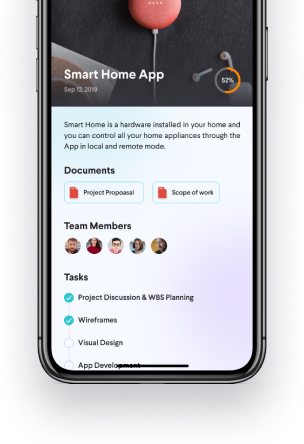 Smart Home App
52%
Sep 12, 2019
Smart Home is a hardware installed in your home and
you can control all your home appliances through the
App in local and remote mode.
Documents
Project Propoasal
Scope of work
Team Members
Tasks
Project Discussion & WBS Planning
Wireframes
Visual Design
App Development